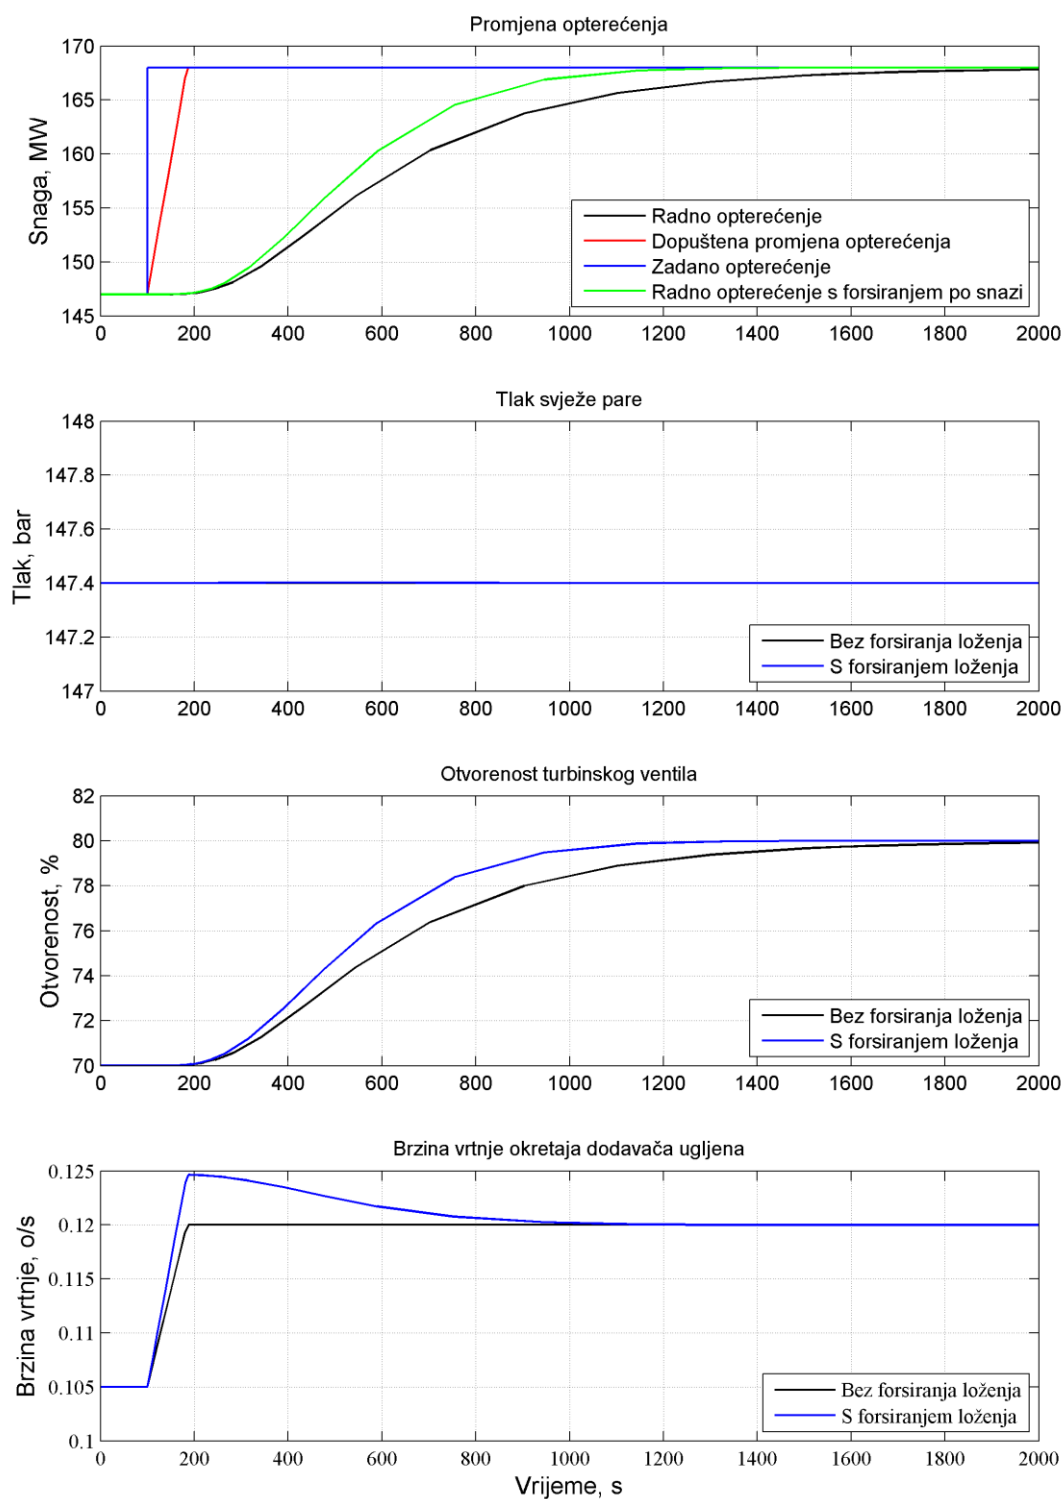 Promjena opterećenja
170
165
160
155
150
145
Snaga, MW
Radno opterećenje
Dopuštena promjena opterećenja
Zadano opterećenje
Radno opterećenje s forsiranjem po snazi
0 200 400 600 800 1000 1200 1400 1600 1800 2000
Tlak svježe pare
148
147.8
147.6
147.4
147.2
147
Tlak, bar
Bez forsiranja loženja
S forsiranjem loženja
0 200 400 600 800 1000 1200 1400 1600 1800 2000
Otvorenost turbinskog ventila
82
80
78
76
74
72
70
Otvorenost, %
Bez forsiranja loženja
S forsiranjem loženja
0 200 400 600 800 1000 1200 1400 1600 1800 2000
Brzina vrtnje okretaja dodavača ugljena
0.125
0.12
0.115
0.11
0.105
0.1
Brzina vrtnje, o/s
Bez forsiranja loženja
S forsiranjem loženja
0 200 400 600 800 1000 1200 1400 1600 1800 2000
Vrijeme, s